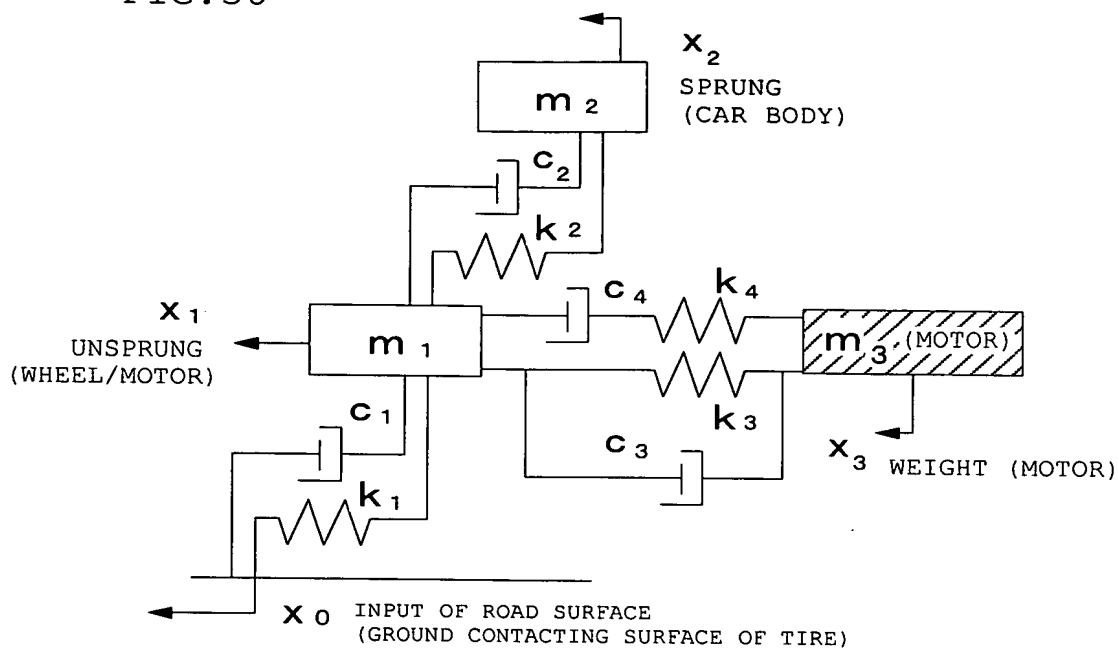 FIG.30
x2
SPRUNG
(CAR BODY)
m2
c2
k2
c4
k4
x1
UNSPRUNG
(WHEEL/MOTOR)
m1
m3 (MOTOR)
k3
c1
c3
x3 WEIGHT (MOTOR)
k1
x0 INPUT OF ROAD SURFACE
(GROUND CONTACTING SURFACE OF TIRE)